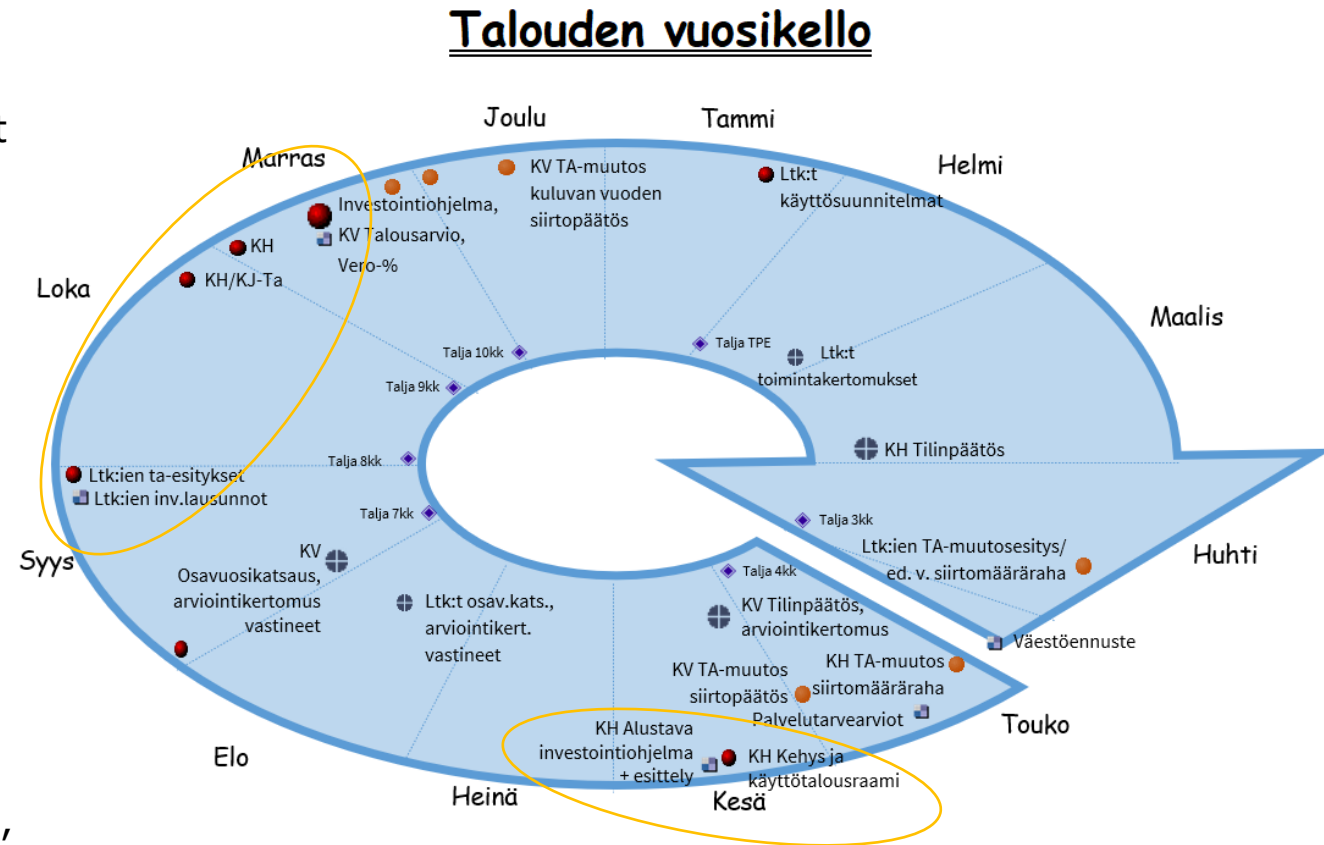 Talouden vuosikello
t
Joulu
Tammi
Marras
Helmi
KV TA-muutos
kuluvan vuoden
siirtopäätös
Ltk:t
käyttösuunnitelmat
Investointiohjelma,
KV Talousarvio,
Vero-%
KH
KH/KJ-Ta
Loka
Maalis
Talja 10kk
Talja TPE
Ltk:t
toimintakertomukset
Talja 9kk
KH Tilinpäätös
Talja 8kk
Ltk:ien ta-esitykset
Ltk:ien inv.lausunnot
Talja 7kk
Talja 3kk
Ltk:ien TA-muutosesitys/
ed. v. siirtomääräraha
Huhti
Syys
KV
Osavuosikatsaus,
arviointikertomus
vastineet
Talja 4kk
Ltk:t osav.kats.,
arviointikert.
vastineet
KV Tilinpäätös,
arviointikertomus
Väestöennuste
KV TA-muutos
siirtopäätös
KH TA-muutos
siirtomääräraha
Palvelutarvearviot
Touko
KH Alustava
investointiohjelma
+ esittely
KH Kehys ja
käyttötalousraami
Elo
Heinä
Kesä
,